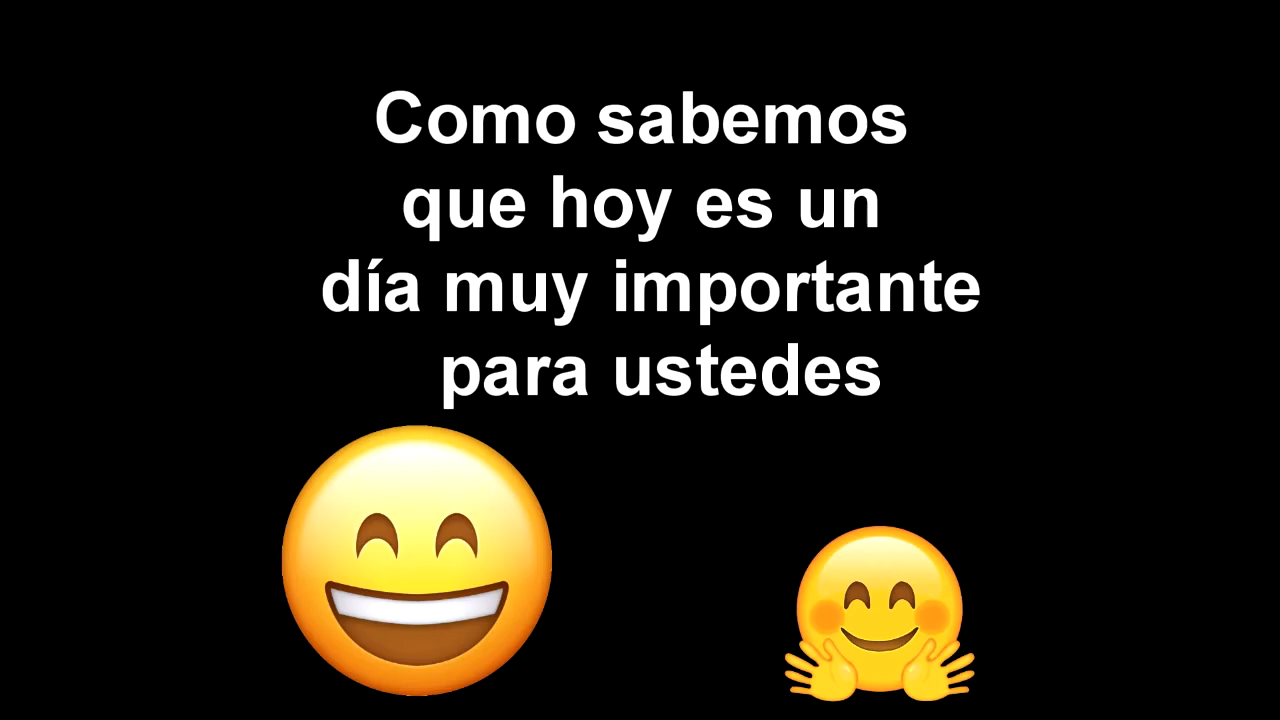 Como sabemos
que hoy es un
día muy importante
para ustedes